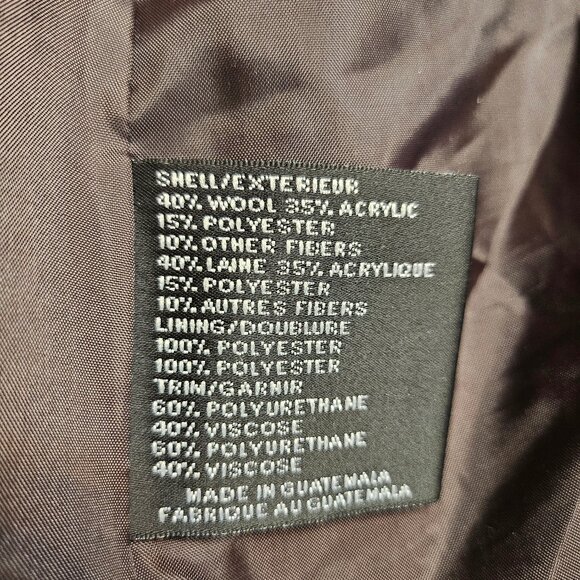 SHELL/EXTERIEUR
40% WOOL 35% ACRYLIC
15% POLYESTER
10% OTHER FIBERS
40% LAINE 35% ACRYLIQUE
15% POLYESTER
10% AUTRES FIBERS
LINING/DOUBLURE
100% POLYESTER
100% POLYESTER
TRIM/GARNIR
60% POLYURETHANE
40% VISCOSE
60% POLYURETHANE
40% VISCOSE
MADE IN GUATEMALA
FABRIQUE AU GUATEMALA